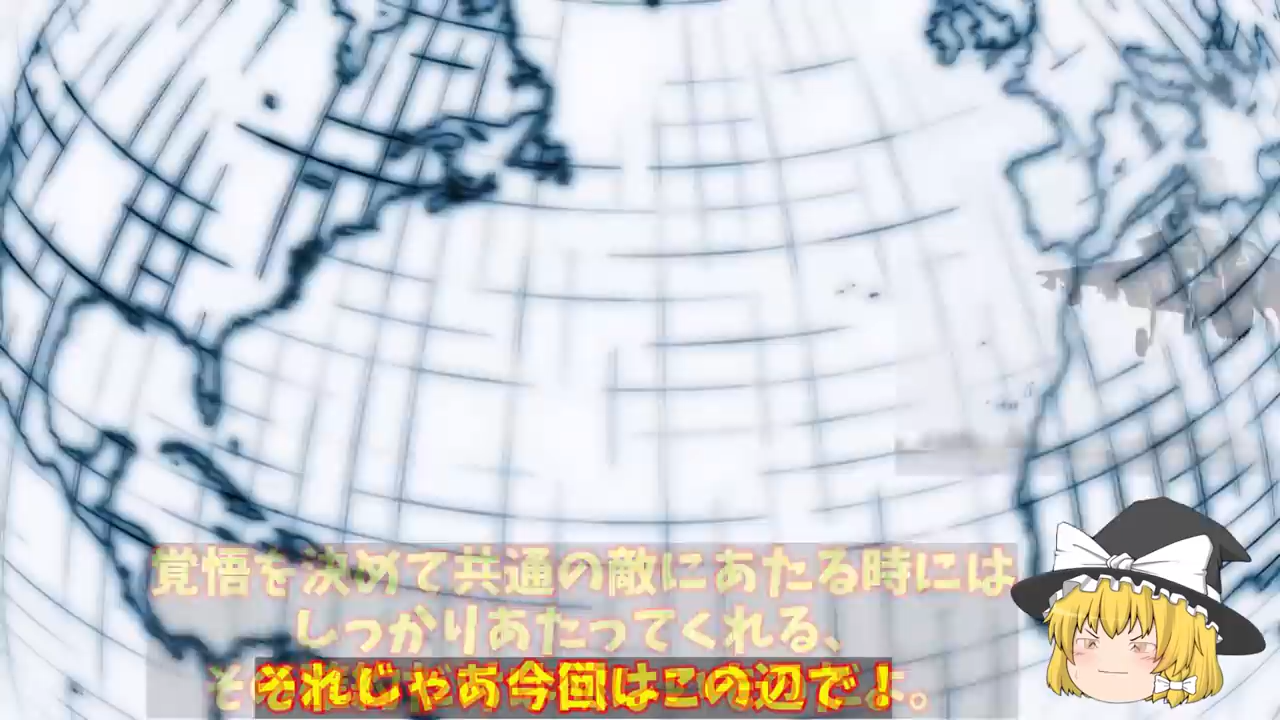 覚悟を決めて共通の敵にあたる時には
しっかりあたってくれる、
それじゃあ今回はこの辺で！